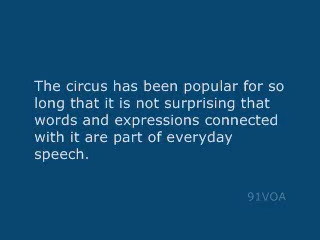 The circus has been popular for so
long that it is not surprising that
words and expressions connected
with it are part of everyday
speech.
91VOA